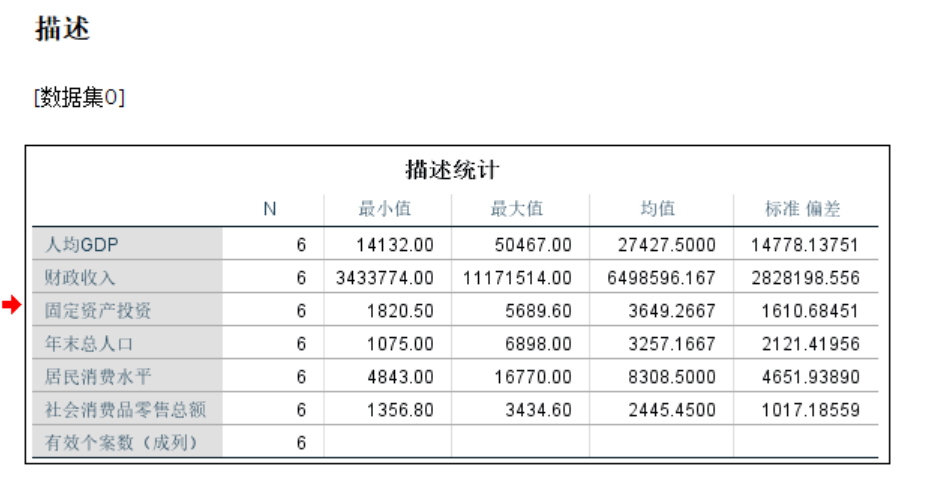 描述
[数据集0]
描述统计
N 最小值 最大值 均值 标准 偏差
人均GDP 6 14132.00 50467.00 27427.5000 14778.13751
财政收入 6 3433774.00 11171514.00 6498596.167 2828198.556
固定资产投资 6 1820.50 5689.60 3649.2667 1610.68451
年末总人口 6 1075.00 6898.00 3257.1667 2121.41956
居民消费水平 6 4843.00 16770.00 8308.5000 4651.93890
社会消费品零售总额 6 1356.80 3434.60 2445.4500 1017.18559
有效个案数（成列） 6